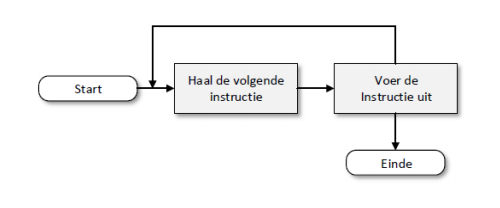 Start
Haal de volgende
instructie
Voer de
Instructie uit
Einde